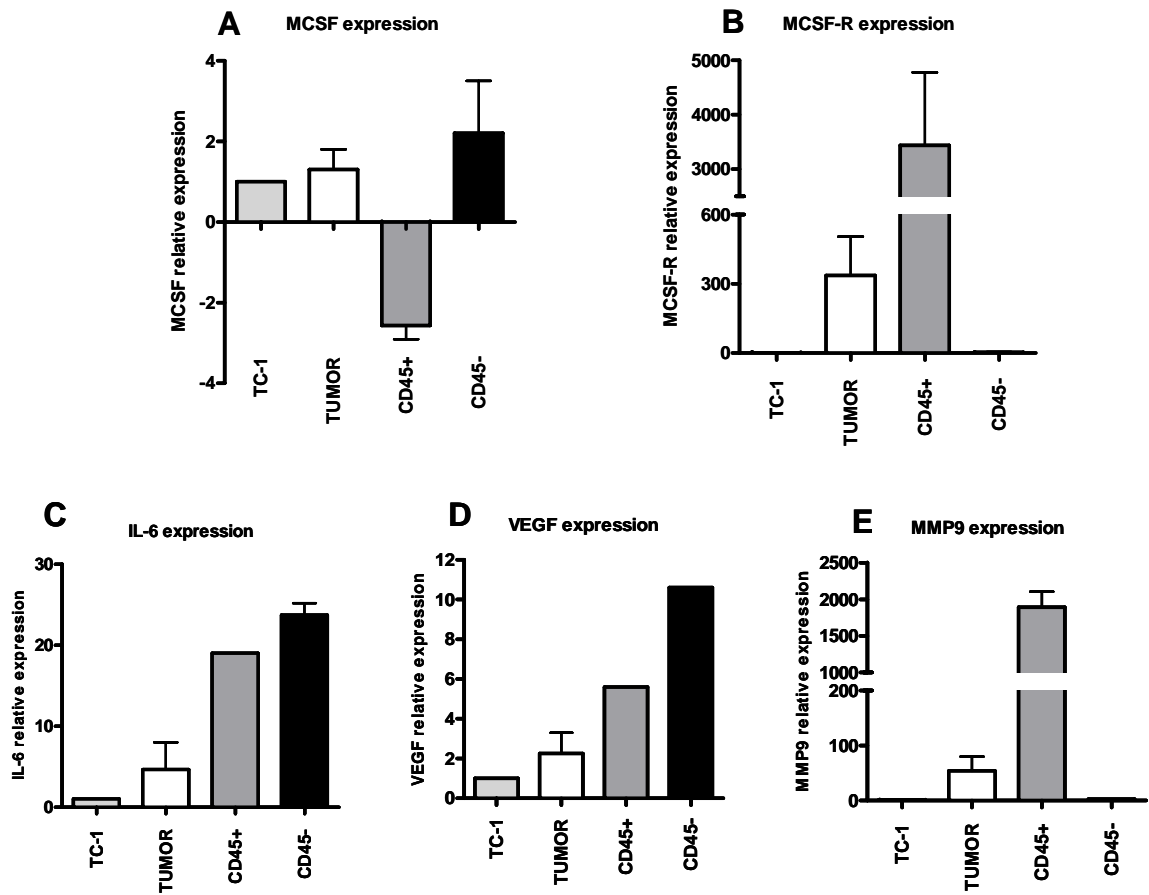 A
MCSF expression
MCSF relative expression
4
2
0
-2
-4
TC-1
TUMOR
CD45+
CD45-
B
MCSF-R expression
MCSF-R relative expression
5000
4000
3000
600
300
0
TC-1
TUMOR
CD45+
CD45-
C
IL-6 expression
IL-6 relative expression
30
20
10
0
TC-1
TUMOR
CD45+
CD45-
D
VEGF expression
VEGF relative expression
12
10
8
6
4
2
0
TC-1
TUMOR
CD45+
CD45-
E
MMP9 expression
MMP9 relative expression
2500
2000
1500
1000
200
100
0
TC-1
TUMOR
CD45+
CD45-